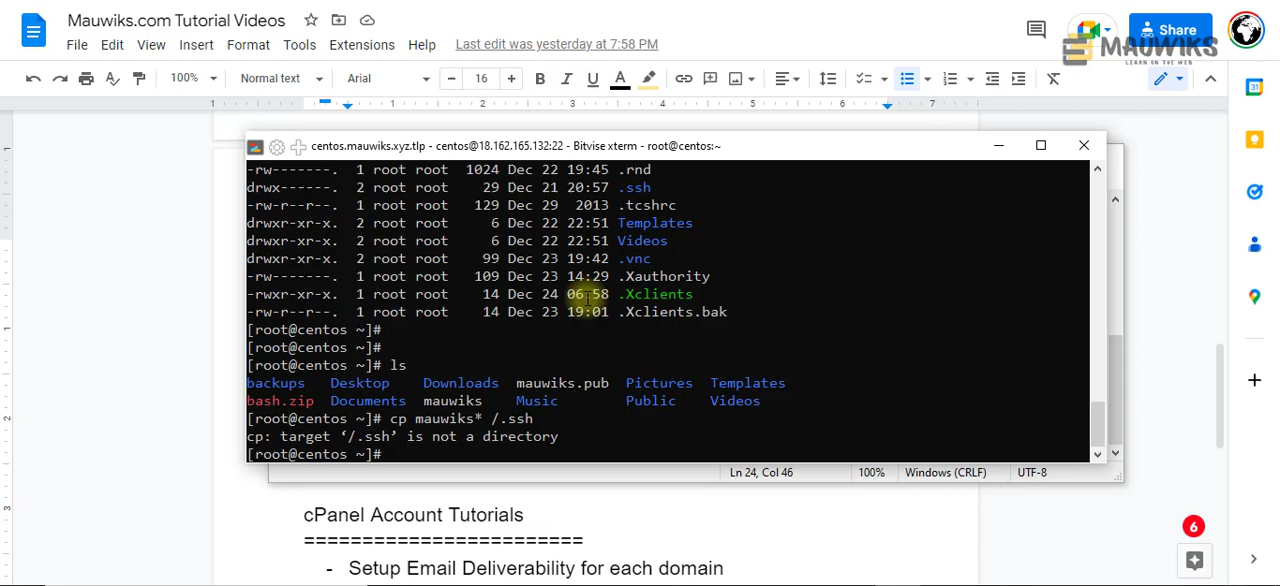 Mauwiks.com Tutorial Videos
Share
MAUWIKS
LEARN ON THE WEB
File Edit View Insert Format Tools Extensions Help Last edit was yesterday at 7:58 PM
100% Normal text Arial 16 B I U A
1 1 2 3 4 5 6 7
centos.mauwiks.xyz.tlp - centos@18.162.165.132:22 - Bitvise xterm - root@centos:~
-rw-------. 1 root root 1024 Dec 22 19:45 .rnd
drwx------. 2 root root 29 Dec 21 20:57 .ssh
-rw-r--r--. 1 root root 129 Dec 29 2013 .tcshrc
drwxr-xr-x. 2 root root 6 Dec 22 22:51 Templates
drwxr-xr-x. 2 root root 6 Dec 22 22:51 Videos
drwxr-xr-x. 2 root root 99 Dec 23 19:42 .vnc
-rw-------. 1 root root 109 Dec 23 14:29 .Xauthority
-rwxr-xr-x. 1 root root 14 Dec 24 06:58 .Xclients
-rw-r--r--. 1 root root 14 Dec 23 19:01 .Xclients.bak
[root@centos ~]#
[root@centos ~]#
[root@centos ~]# ls
backups Desktop Downloads mauwiks.pub Pictures Templates
bash.zip Documents mauwiks Music Public Videos
[root@centos ~]# cp mauwiks* /.ssh
cp: target ‘/.ssh’ is not a directory
[root@centos ~]#
Ln 24, Col 46 100% Windows (CRLF) UTF-8
cPanel Account Tutorials
========================
- Setup Email Deliverability for each domain
6
31